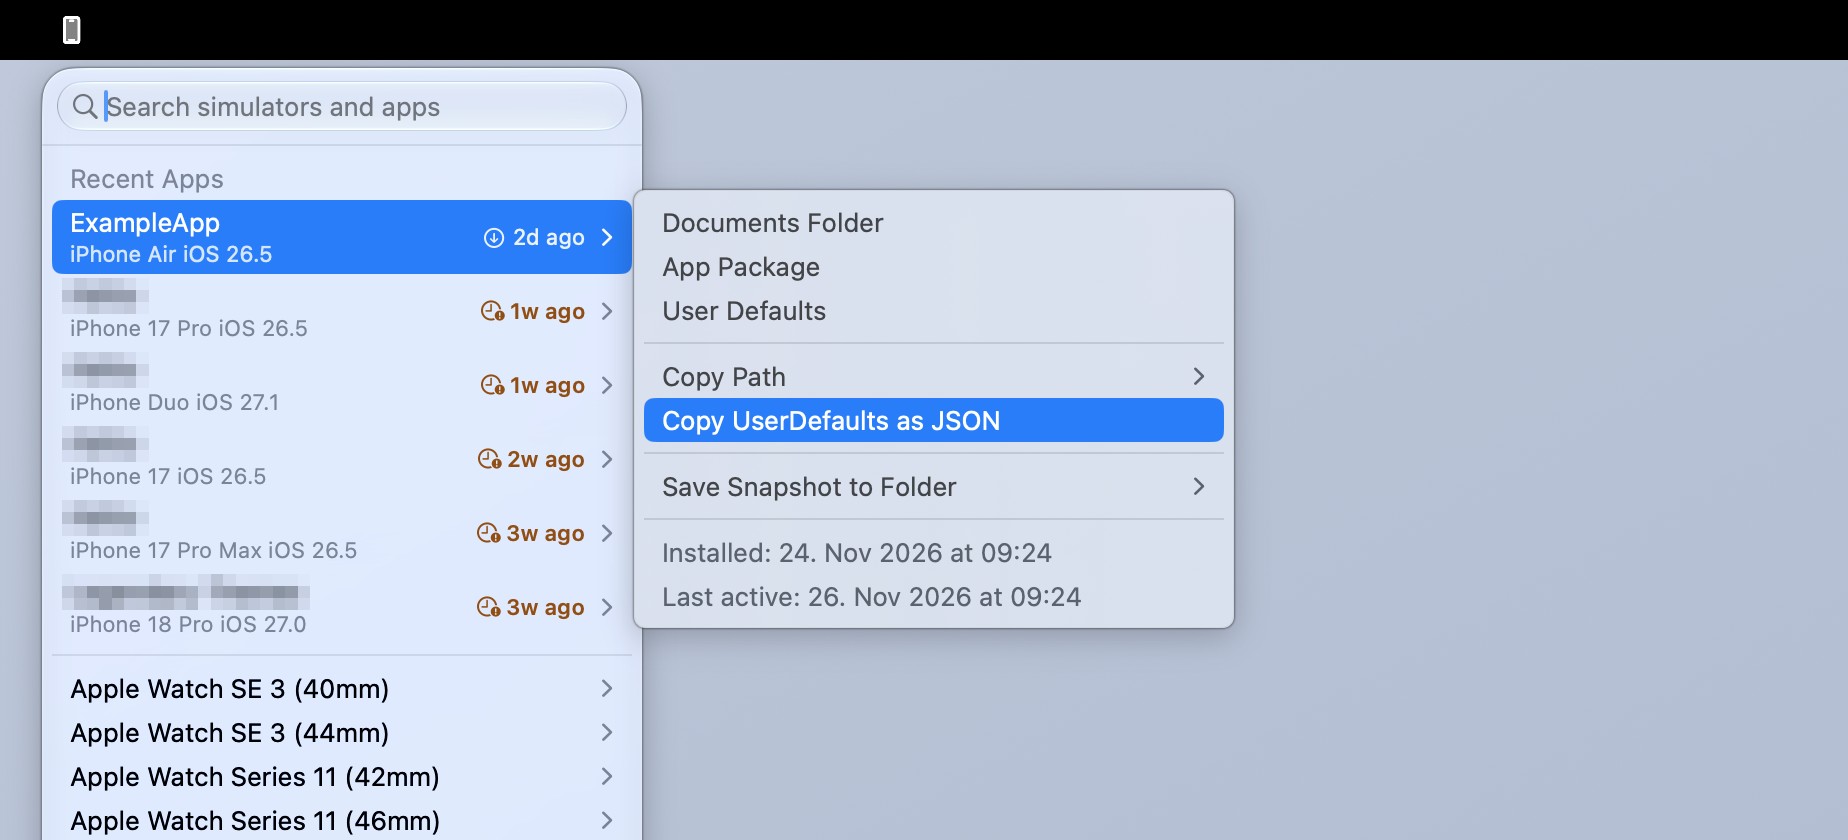 Search simulators and apps
Recent Apps
ExampleApp
2d ago
iPhone Air iOS 26.5
1w ago
iPhone 17 Pro iOS 26.5
1w ago
iPhone Duo iOS 27.1
2w ago
iPhone 17 iOS 26.5
3w ago
iPhone 17 Pro Max iOS 26.5
3w ago
iPhone 18 Pro iOS 27.0
Apple Watch SE 3 (40mm)
Apple Watch SE 3 (44mm)
Apple Watch Series 11 (42mm)
Apple Watch Series 11 (46mm)
Documents Folder
App Package
User Defaults
Copy Path
Copy UserDefaults as JSON
Save Snapshot to Folder
Installed: 24. Nov 2026 at 09:24
Last active: 26. Nov 2026 at 09:24